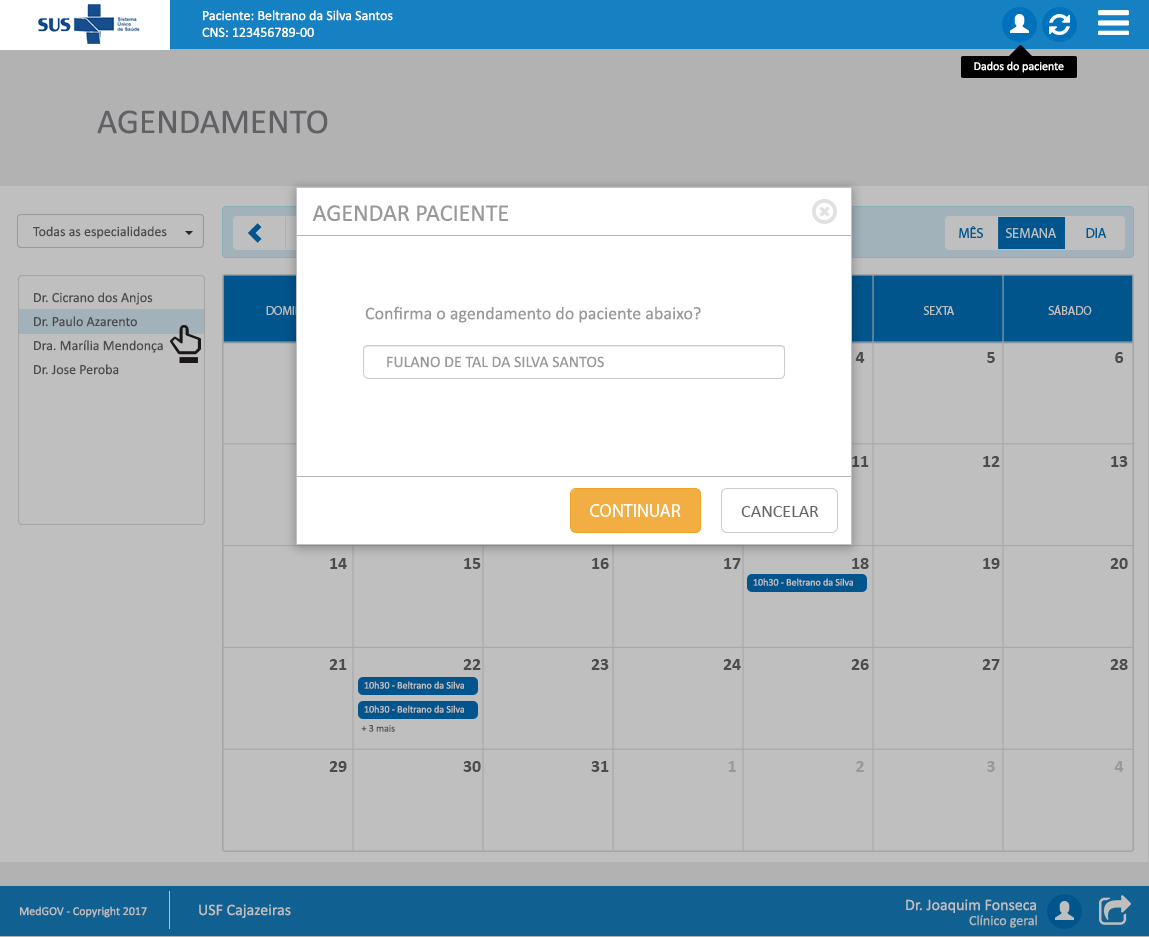 SUS
Sistema
Único
de Saúde
Paciente: Beltrano da Silva Santos
CNS: 123456789-00
Dados do paciente
AGENDAMENTO
Todas as especialidades
Dr. Cicrano dos Anjos
Dr. Paulo Azarento
Dra. Marília Mendonça
Dr. Jose Peroba
MÊS SEMANA DIA
AGENDAR PACIENTE
Confirma o agendamento do paciente abaixo?
FULANO DE TAL DA SILVA SANTOS
CONTINUAR CANCELAR
DOMI SEXTA SÁBADO
4 5 6
11 12 13
14 15 16 17 18 19 20
10h30 - Beltrano da Silva
21 22 23 24 26 27 28
10h30 - Beltrano da Silva
10h30 - Beltrano da Silva
+ 3 mais
29 30 31 1 2 3 4
MedGOV - Copyright 2017
USF Cajazeiras
Dr. Joaquim Fonseca
Clínico geral